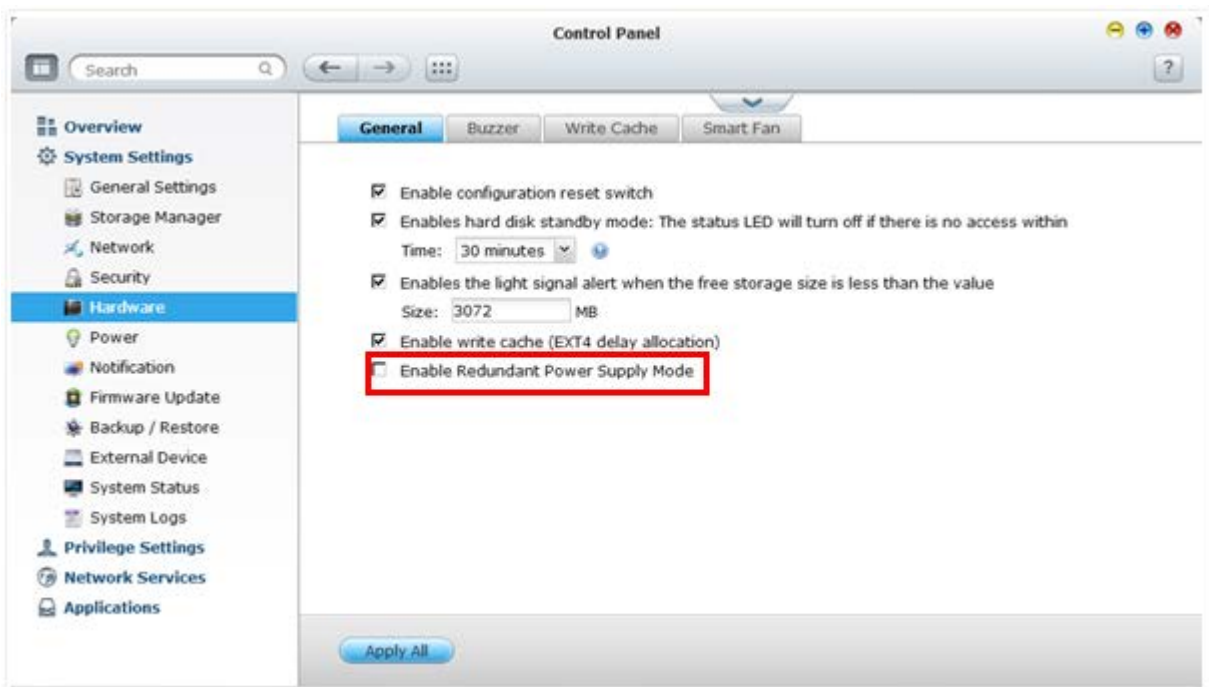 Control Panel
Search
?
Overview
System Settings
General Settings
Storage Manager
Network
Security
Hardware
Power
Notification
Firmware Update
Backup / Restore
External Device
System Status
System Logs
Privilege Settings
Network Services
Applications
General Buzzer Write Cache Smart Fan
Enable configuration reset switch
Enables hard disk standby mode: The status LED will turn off if there is no access within
Time: 30 minutes
Enables the light signal alert when the free storage size is less than the value
Size: 3072 MB
Enable write cache (EXT4 delay allocation)
Enable Redundant Power Supply Mode
Apply All